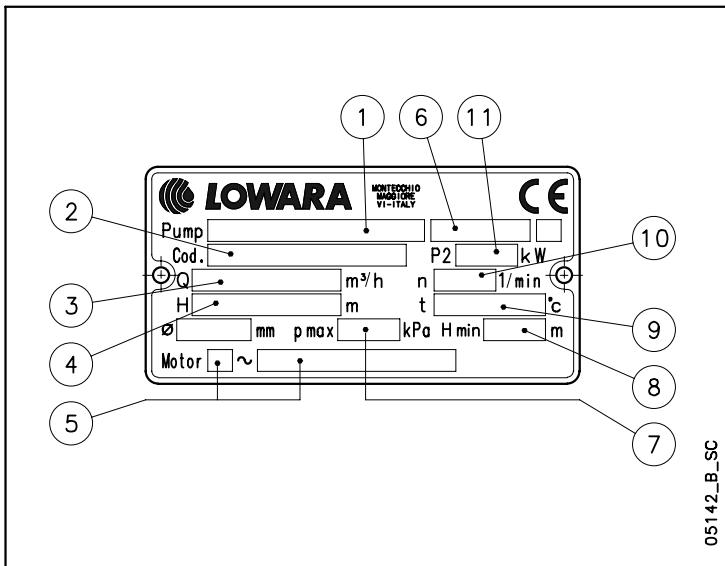 1 6 11
LOWARA MONTECCHIO MAGGIORE VI-ITALY CE
2 Pump
Cod. P2 kW 10
3 Q m³/h n 1/min
H m t °c 9
4 ø mm p max kPa H min m 8
Motor ~
5 7
05142_B_SC